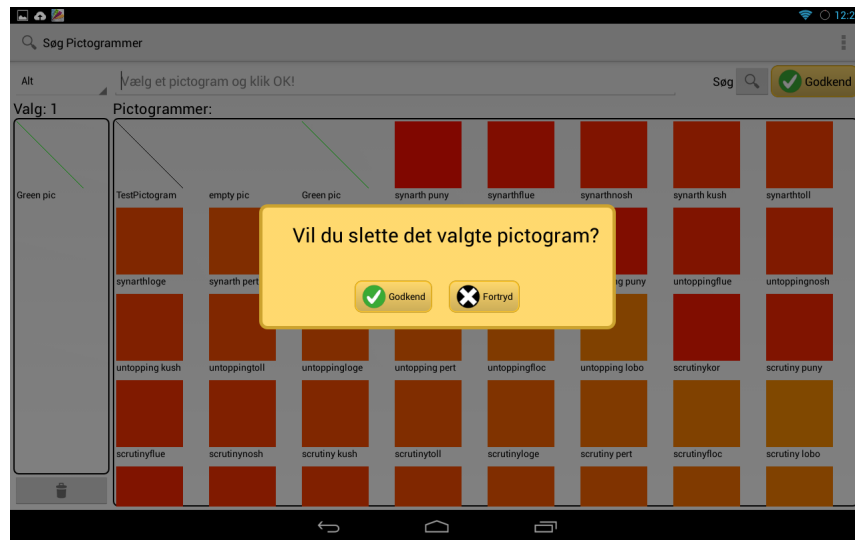 12:2
Søg Pictogrammer
Alt
Vælg et pictogram og klik OK!
Søg
Godkend
Valg: 1
Pictogrammer:
Green pic
TestPictogram
empty pic
Green pic
synarth puny
synarthflue
synarthnosh
synarth kush
synarthtoll
Vil du slette det valgte pictogram?
Godkend
Fortryd
synarthloge
synarth pert
puny
untoppingflue
untoppingnosh
untopping kush
untoppingtoll
untoppingloge
untopping pert
untoppingfloc
untopping lobo
scrutinykor
scrutiny puny
scrutinyflue
scrutinynosh
scrutiny kush
scrutinytoll
scrutinyloge
scrutiny pert
scrutinyfloc
scrutiny lobo